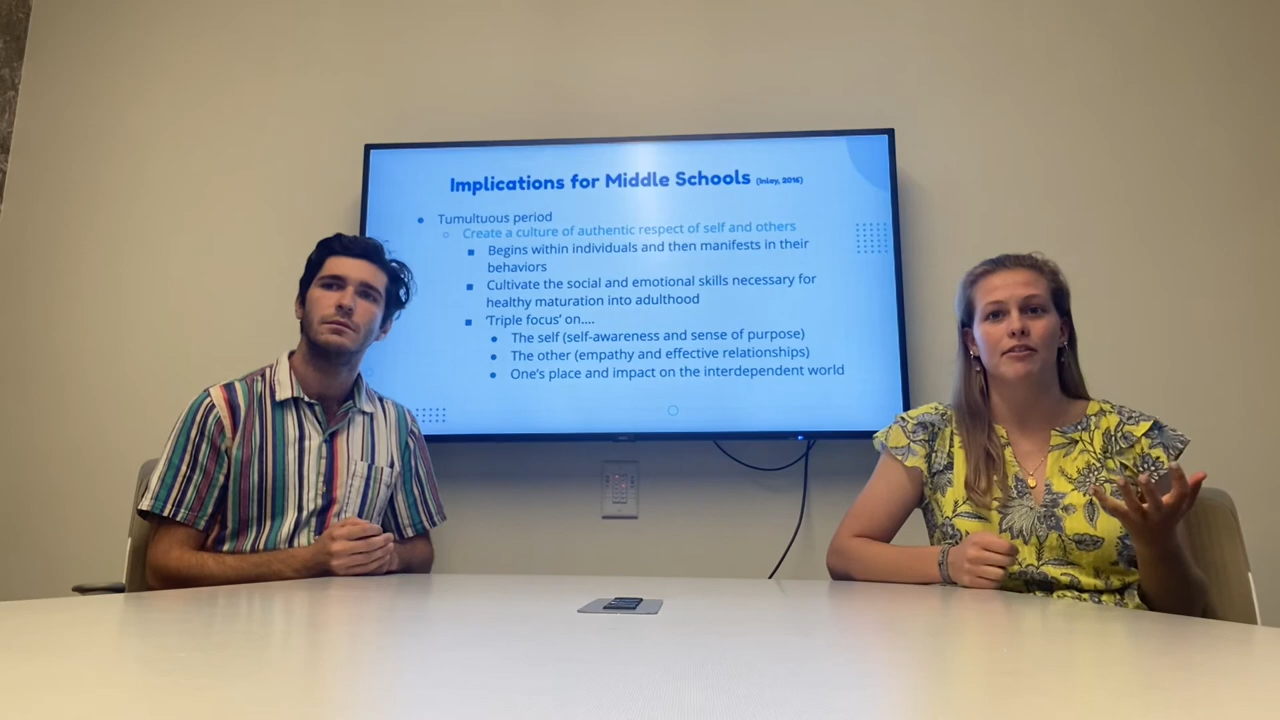 Implications for Middle Schools (Inley, 2016)
Tumultuous period
Create a culture of authentic respect of self and others
Begins within individuals and then manifests in their
behaviors
Cultivate the social and emotional skills necessary for
healthy maturation into adulthood
‘Triple focus’ on....
The self (self-awareness and sense of purpose)
The other (empathy and effective relationships)
One's place and impact on the interdependent world